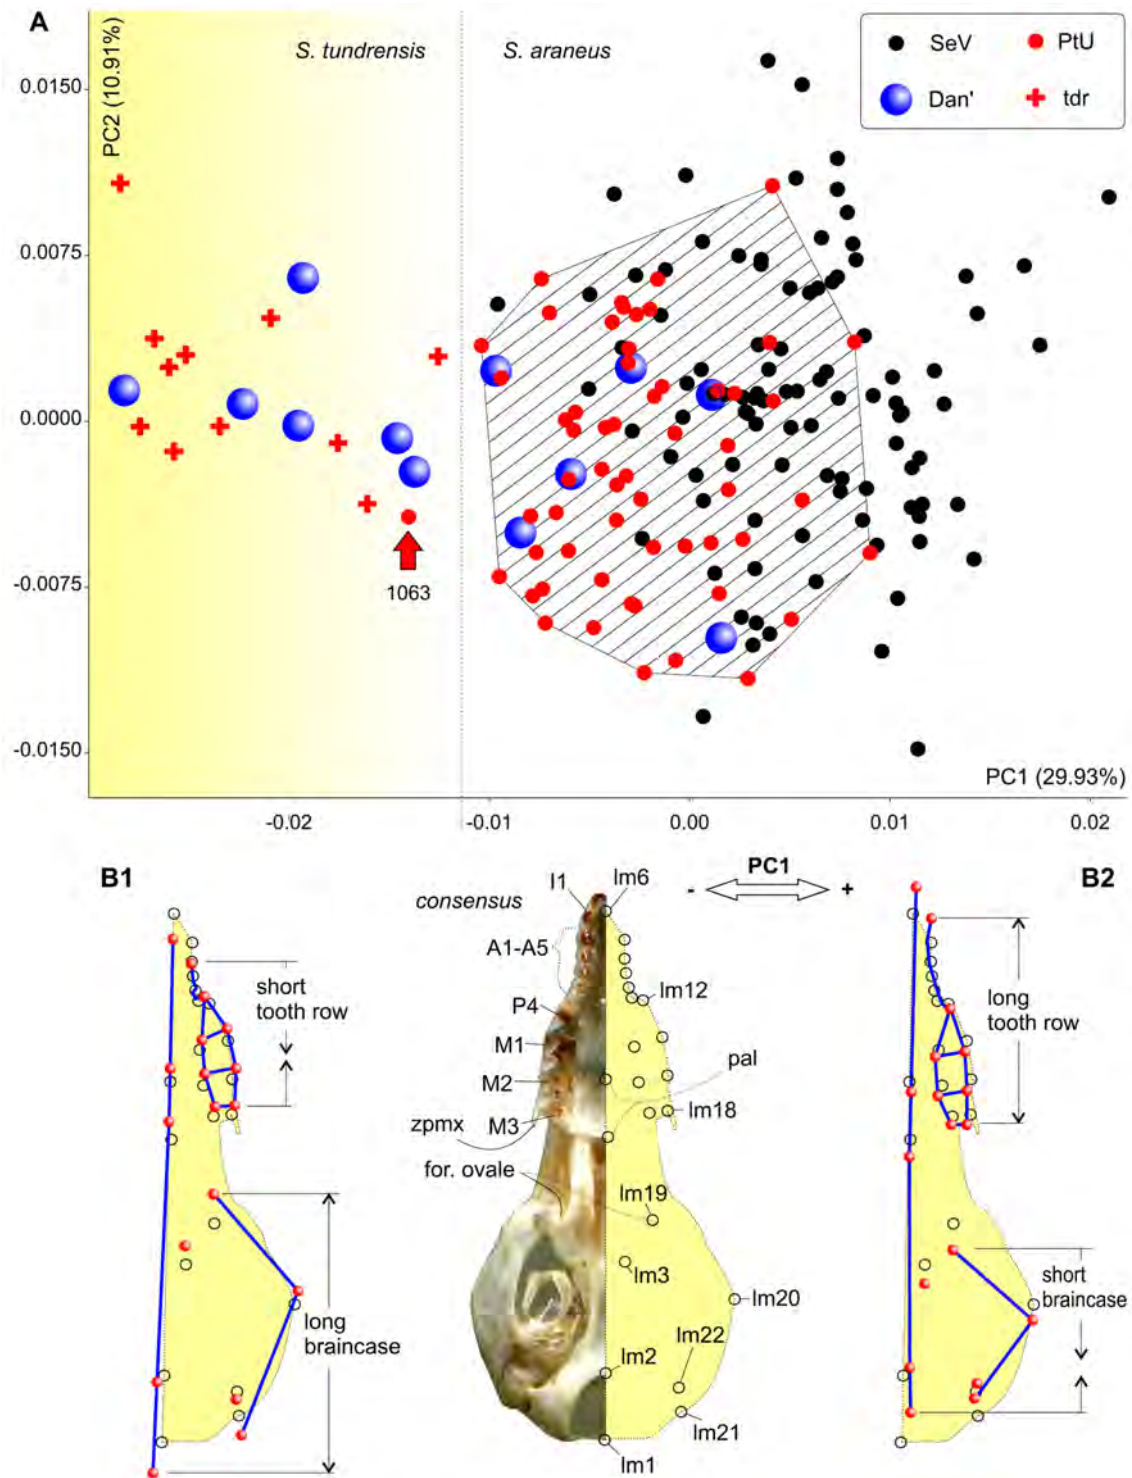 A
PC2 (10.91%)
S. tundrensis
S. araneus
SeV
PtU
Dan'
tdr
0.0150
0.0075
0.0000
-0.0075
-0.0150
1063
PC1 (29.93%)
-0.02
-0.01
0.00
0.01
0.02
B1
consensus
I1
lm6
- PC1 +
B2
A1-A5
P4
M1
M2
M3
zpmx
for. ovale
lm12
pal
lm18
lm19
lm3
lm20
lm22
lm2
lm21
lm1
short
tooth row
long
braincase
long
tooth row
short
braincase